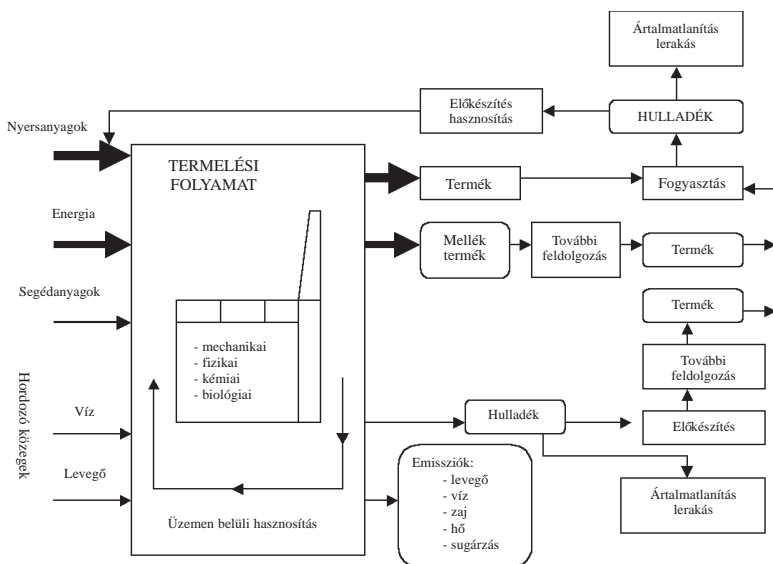 Ártalmatlanítás
lerakás
Előkészítés
hasznosítás
HULLADÉK
Nyersanyagok
TERMELÉSI
FOLYAMAT
Termék
Fogyasztás
Energia
Mellék
termék
További
feldolgozás
Termék
Segédanyagok
Termék
- mechanikai
- fizikai
- kémiai
- biológiai
További
feldolgozás
Hordozó közegek
Víz
Hulladék
Előkészítés
Levegő
Emissziók:
- levegő
- víz
- zaj
- hő
- sugárzás
Ártalmatlanítás
lerakás
Üzemen belüli hasznosítás